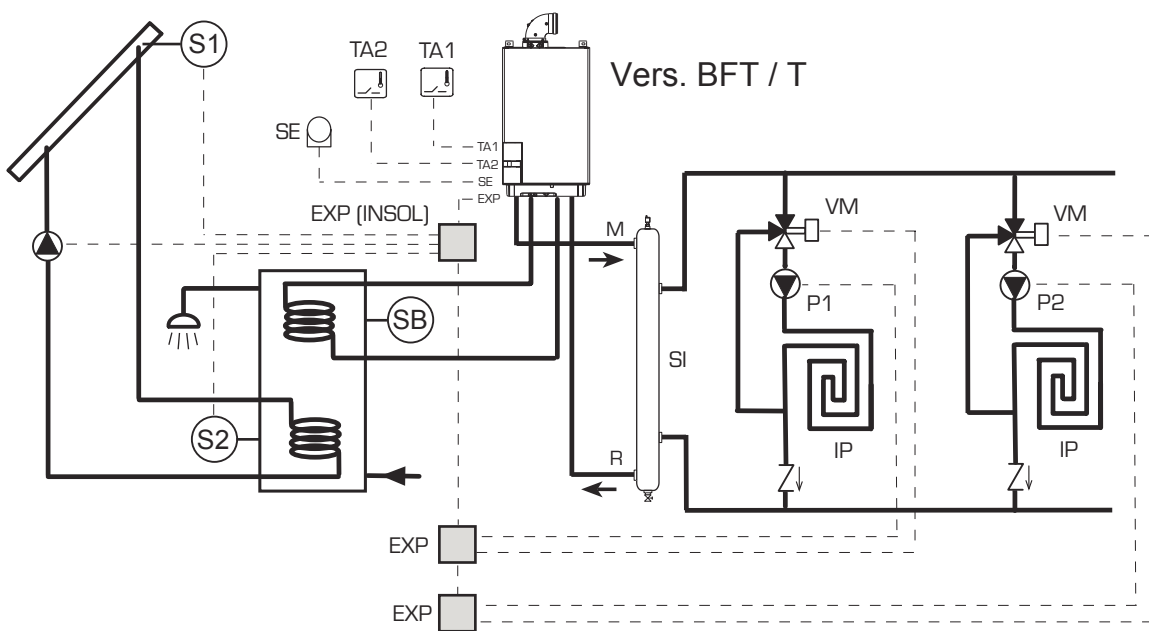 S1
TA2
TA1
Vers. BFT / T
SE
TA1
TA2
SE
EXP
EXP (INSOL)
M
VM
VM
P1
P2
SB
SI
S2
R
IP
IP
EXP
EXP